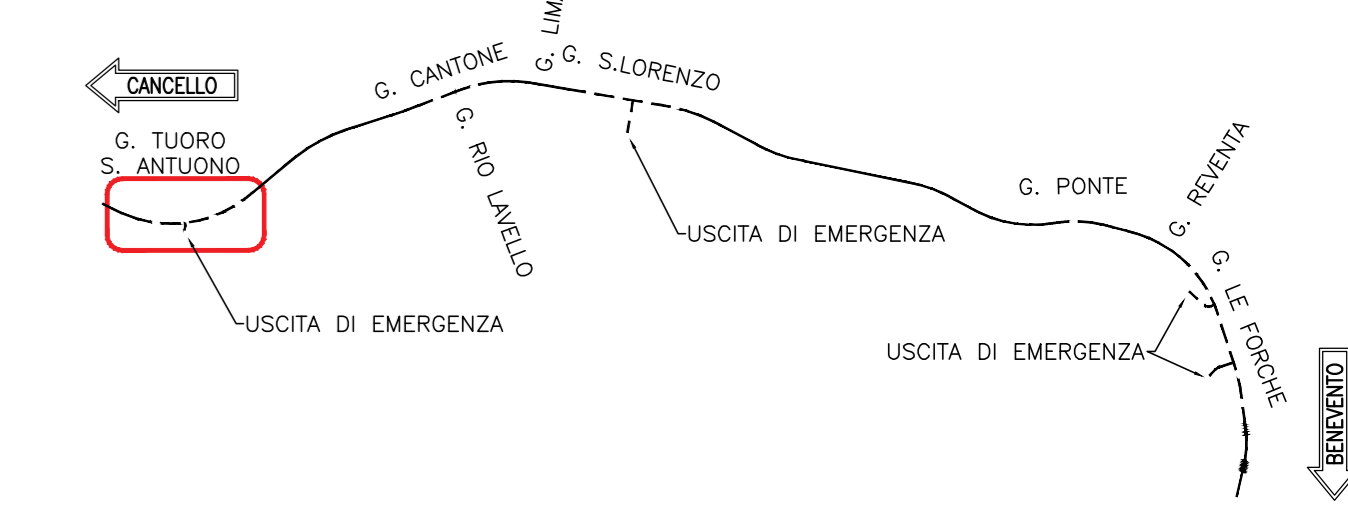 CANCELLO
G. TUORO
S. ANTUONO
G. CANTONE
G. RIO LAVELLO
G. S.LORENZO
USCITA DI EMERGENZA
USCITA DI EMERGENZA
G. PONTE
G. REVENTA
G. LE FORCHE
USCITA DI EMERGENZA
BENEVENTO